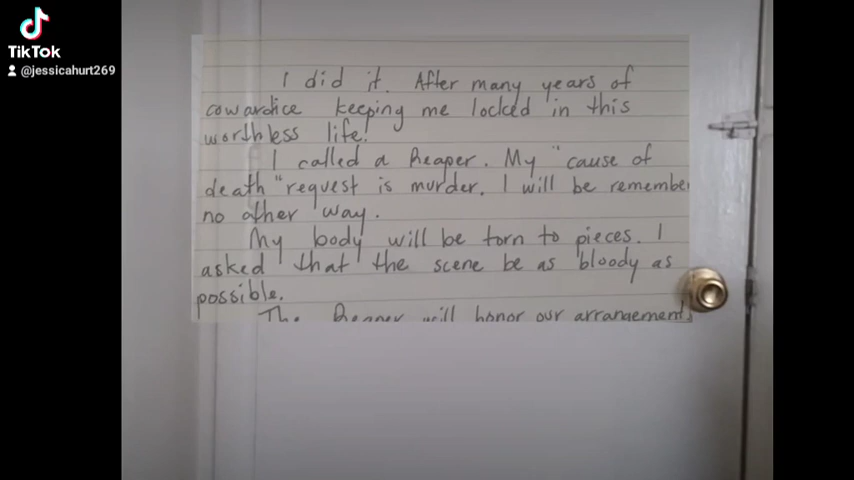 TikTok
@jessicahurt269
I did it. After many years of
cowardice keeping me locked in this
worthless life!
I called a Reaper. My "cause of
death" request is murder. I will be remembe
no other way.
My body will be torn to pieces. I
asked that the scene be as bloody as
possible.
The Reaper will honor our arrangement.